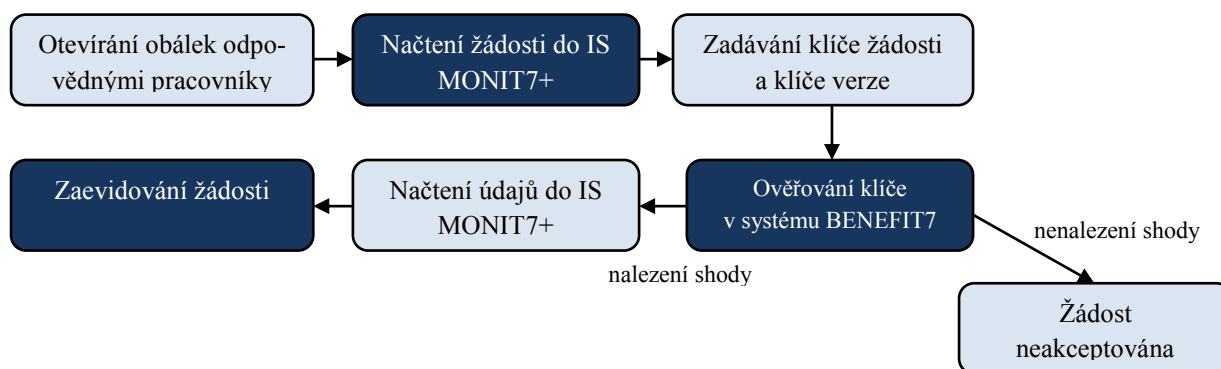 Otevírání obálek odpo-
vědnými pracovníky
Načtení žádosti do IS
MONIT7+
Zadávání klíče žádosti
a klíče verze
Zaevidování žádosti
Načtení údajů do IS
MONIT7+
Ověřování klíče
v systému BENEFIT7
nenalezení shody
nalezení shody
Žádost
neakceptována